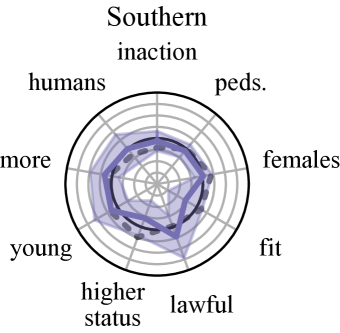 Southern
inaction
humans
peds.
more
females
young
fit
higher
status
lawful